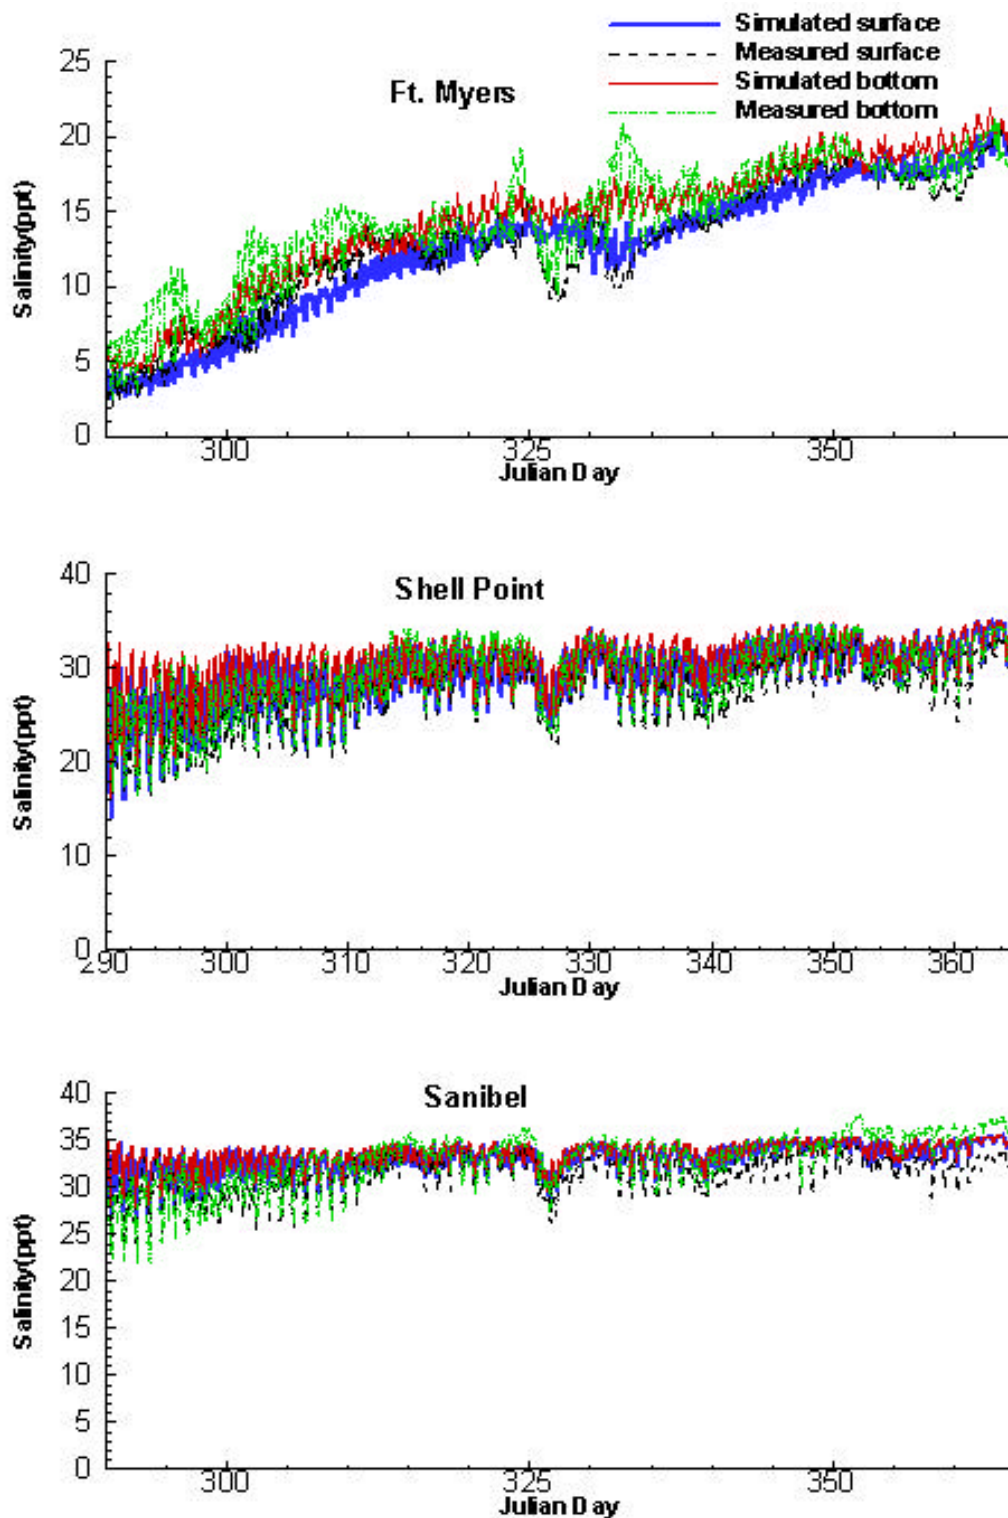 Simulated surface
Measured surface
Simulated bottom
Measured bottom
Ft. Myers
25
20
15
10
5
0
Salinity(ppt)
300 325 350
Julian Day
Shell Point
40
30
20
10
0
Salinity(ppt)
290 300 310 320 330 340 350 360
Julian Day
Sanibel
40
35
30
25
20
15
10
5
0
Salinity(ppt)
300 325 350
Julian Day